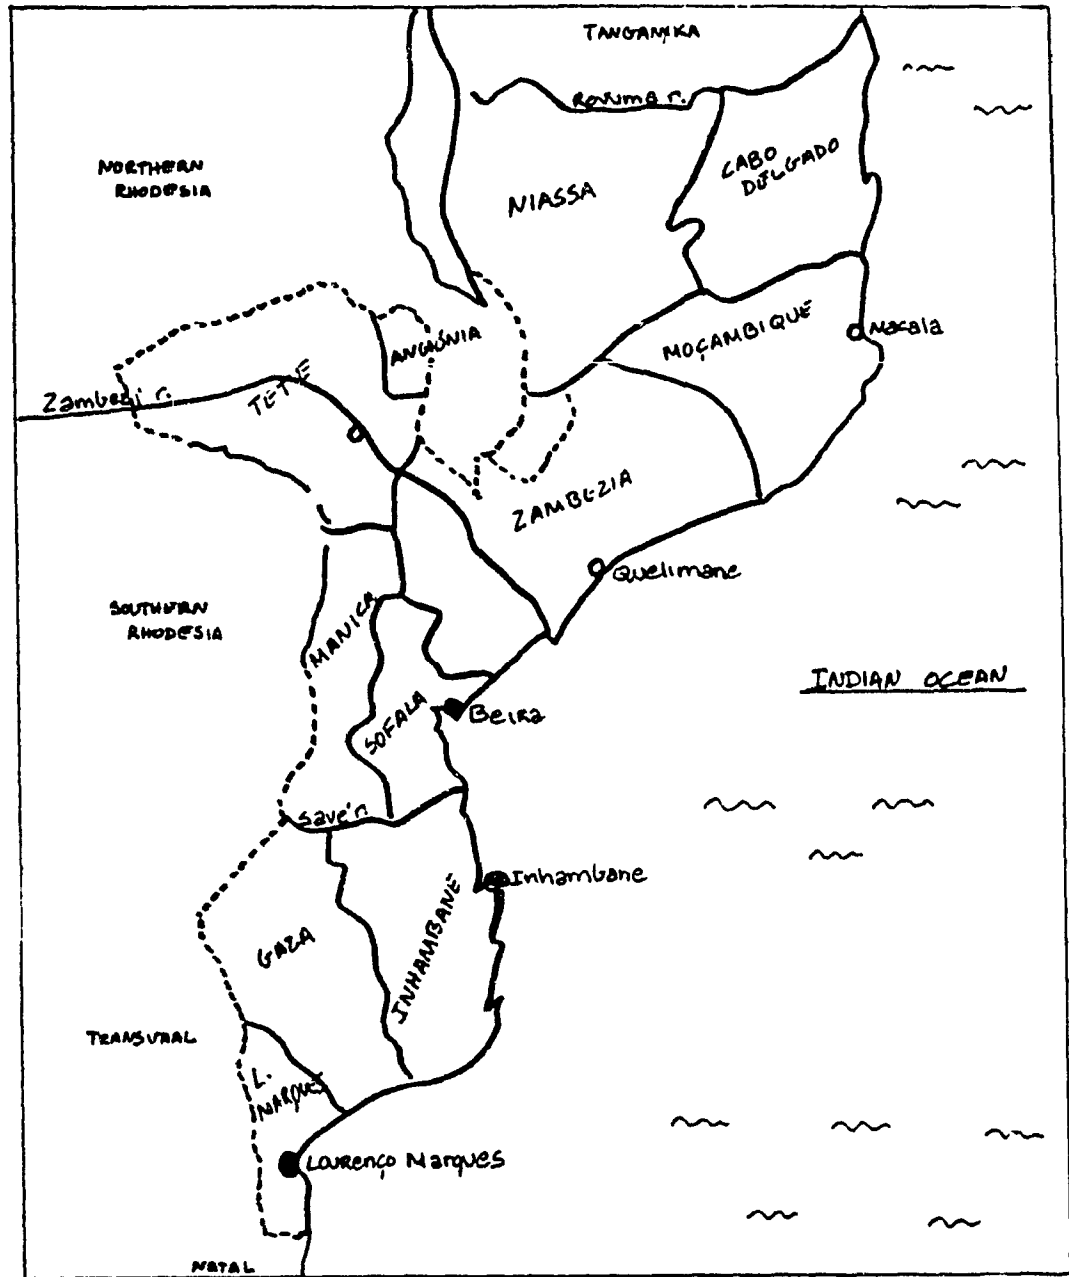 TANGANYIKA
Rovuma r.
NORTHERN
RHODESIA
CABO
DELGADO
NIASSA
MOÇAMBIQUE
Nacala
ANGÓNIA
Zambezi r.
TETE
ZAMBEZIA
Quelimane
SOUTHERN
RHODESIA
MANICA
INDIAN OCEAN
SOFALA
Beira
Save r.
Inhambane
INHAMBANE
GAZA
TRANSVAAL
L.
MARQUES
Lourenço Marques
NATAL